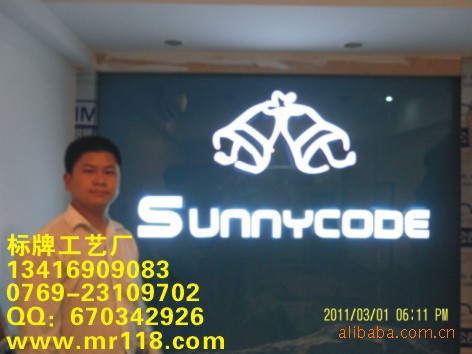 SUNNYCODE
标牌工艺厂
13416909083
0769-23109702
QQ: 670342926
www.mr118.com
2011/03/01 06:11 PM
alibaba.com.cn